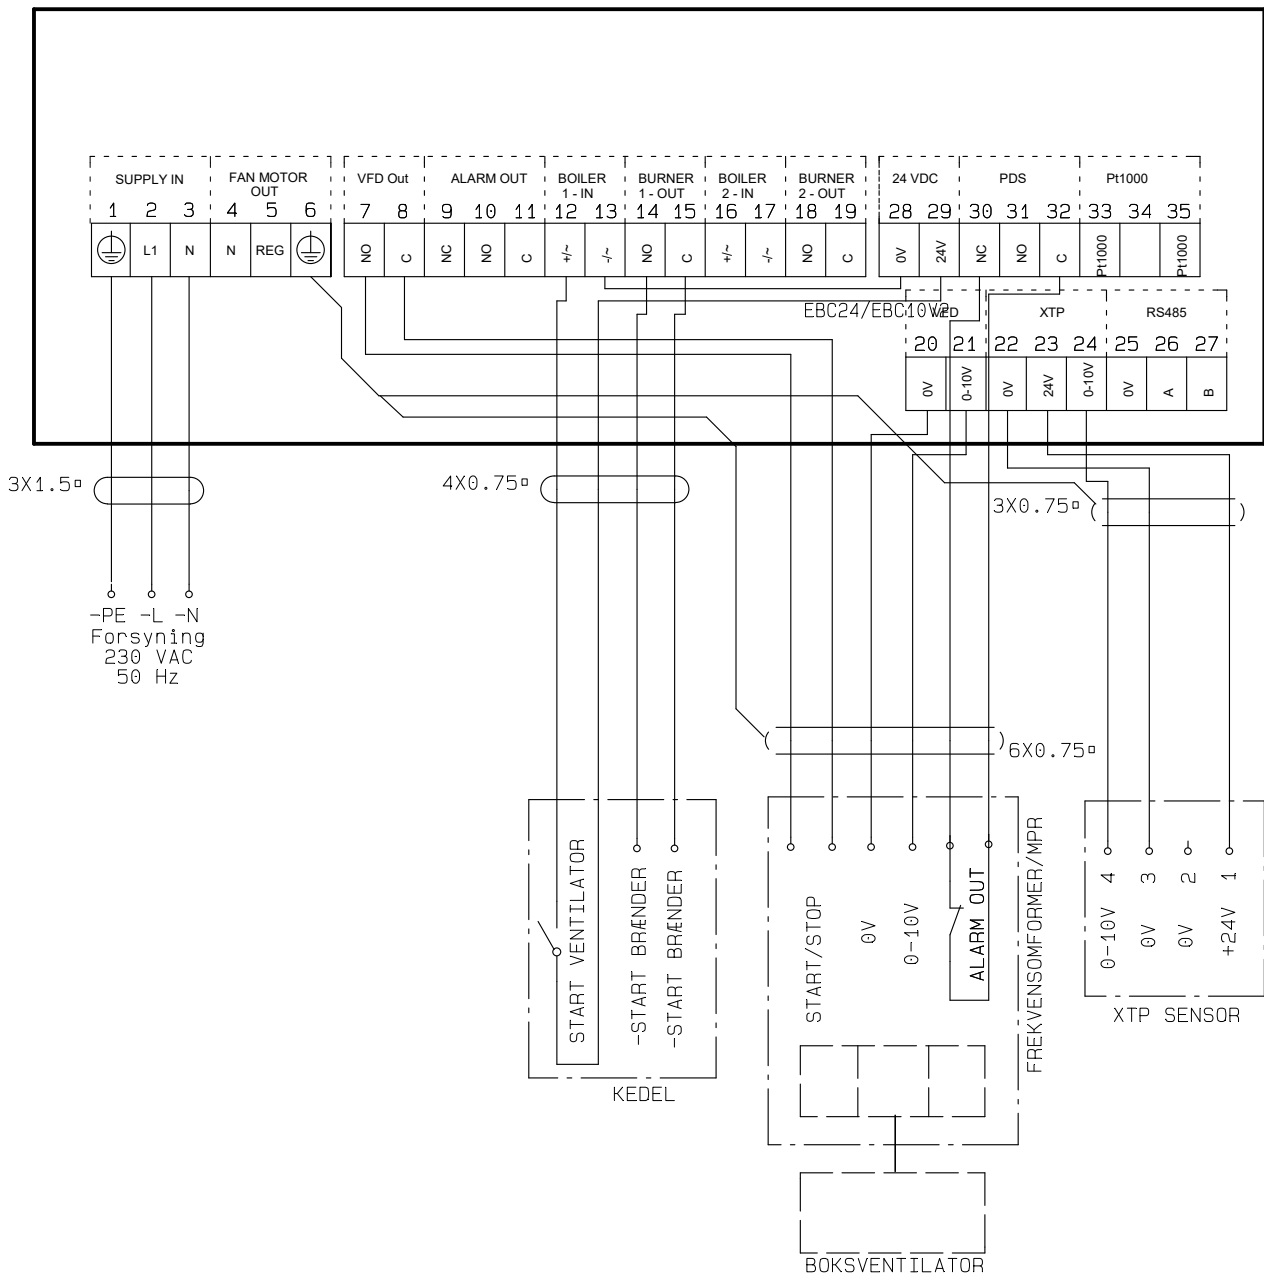 SUPPLY IN
FAN MOTOR
OUT
VFD Out
ALARM OUT
BOILER
1 - IN
BURNER
1 - OUT
BOILER
2 - IN
BURNER
2 - OUT
24 VDC
PDS
Pt1000
1 2 3 4 5 6 7 8 9 10 11 12 13 14 15 16 17 18 19 28 29 30 31 32 33 34 35
L1 N N REG NO C NC NO C +/~ -/~ NO C +/~ -/~ NO C 0V 24V NC NO C Pt1000 Pt1000
EBC24/EBC10V2
VFD
XTP
RS485
20 21 22 23 24 25 26 27
0V 0-10V 0V 24V 0-10V 0V A B
3X1.5
4X0.75
3X0.75
-PE -L -N
Forsyning
230 VAC
50 Hz
6X0.75
START VENTILATOR
-START BRÆNDER
-START BRÆNDER
KEDEL
START/STOP
0V
0-10V
ALARM OUT
FREKVENSOMFORMER/MPR
4 3 2 1
0-10V 0V 0V +24V
XTP SENSOR
BOKSVENTILATOR